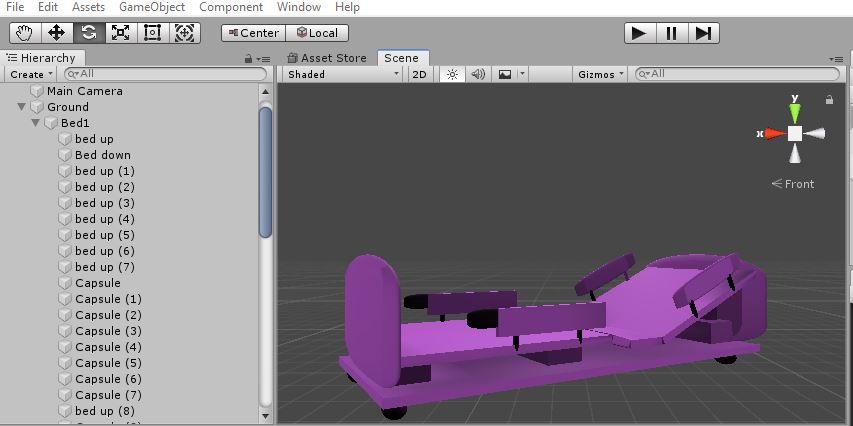 File Edit Assets GameObject Component Window Help
Center Local
Hierarchy Asset Store Scene
Create All Shaded 2D Gizmos All
Main Camera
Ground
Bed1
bed up
Bed down
bed up (1)
bed up (2)
bed up (3)
bed up (4)
bed up (5)
bed up (6)
bed up (7)
Capsule
Capsule (1)
Capsule (2)
Capsule (3)
Capsule (4)
Capsule (5)
Capsule (6)
Capsule (7)
bed up (8)
y
x
Front